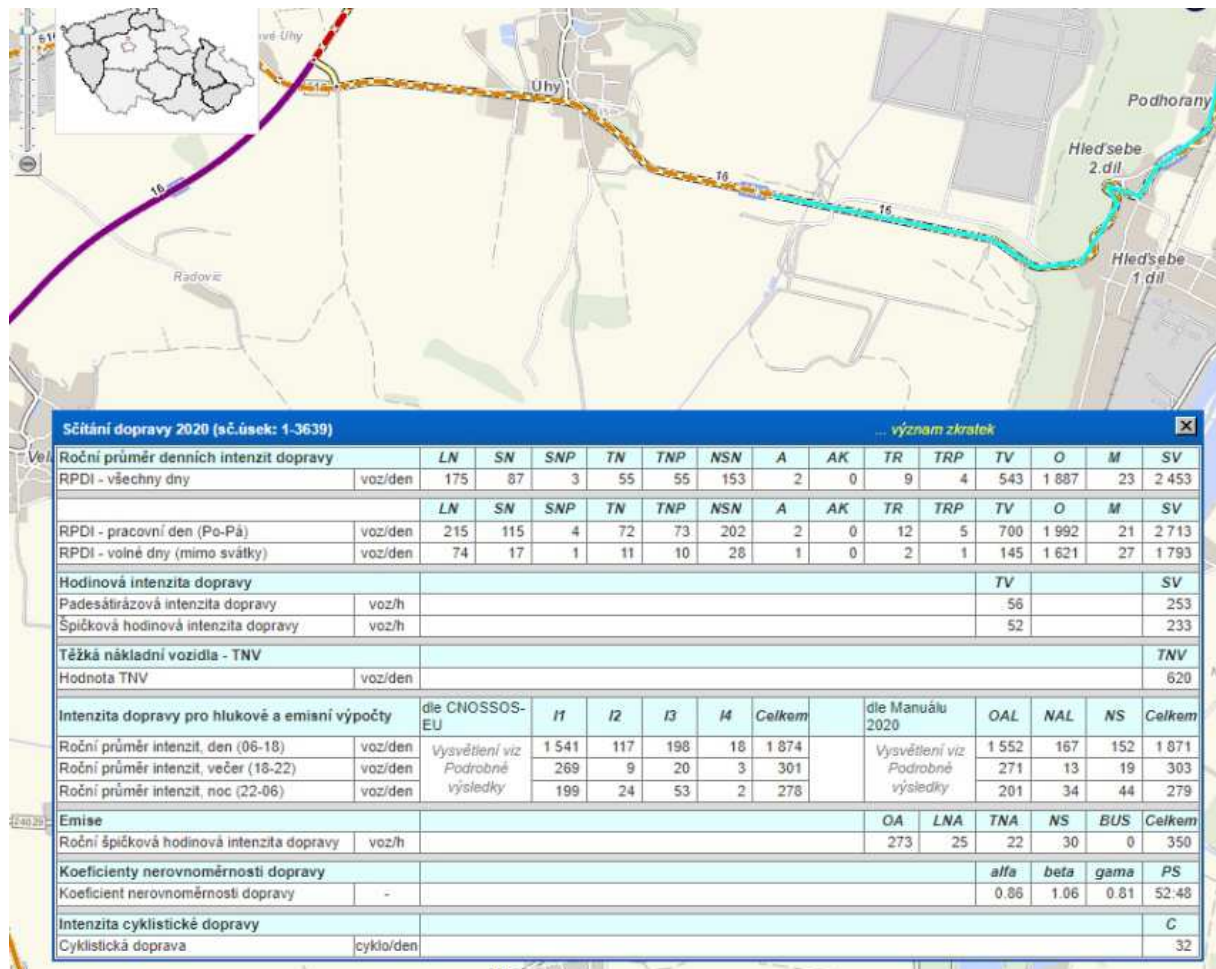 616
Uhy
Podhorany
Hleďsebe
2.díl
16
16
16
16
Hleďsebe
1.díl
Radovič
Sčítání dopravy 2020 (sč.úsek: 1-3639) ... význam zkratek
Roční průměr denních intenzit dopravy LN SN SNP TN TNP NSN A AK TR TRP TV O M SV
RPDI - všechny dny voz/den 175 87 3 55 55 153 2 0 9 4 543 1 887 23 2 453
LN SN SNP TN TNP NSN A AK TR TRP TV O M SV
RPDI - pracovní den (Po-Pá) voz/den 215 115 4 72 73 202 2 0 12 5 700 1 992 21 2 713
RPDI - volné dny (mimo svátky) voz/den 74 17 1 11 10 28 1 0 2 1 145 1 621 27 1 793
Hodinová intenzita dopravy TV SV
Padesátirázová intenzita dopravy voz/h 56 253
Špičková hodinová intenzita dopravy voz/h 52 233
Těžká nákladní vozidla - TNV TNV
Hodnota TNV voz/den 620
Intenzita dopravy pro hlukové a emisní výpočty dle CNOSSOS-EU I1 I2 I3 I4 Celkem dle Manuálu 2020 OAL NAL NS Celkem
Roční průměr intenzit, den (06-18) voz/den Vysvětlení viz 1 541 117 198 18 1 874 Vysvětlení viz 1 552 167 152 1 871
Roční průměr intenzit, večer (18-22) voz/den Podrobné 269 9 20 3 301 Podrobné 271 13 19 303
Roční průměr intenzit, noc (22-06) voz/den výsledky 199 24 53 2 278 výsledky 201 34 44 279
Emise OA LNA TNA NS BUS Celkem
Roční špičková hodinová intenzita dopravy voz/h 273 25 22 30 0 350
Koeficienty nerovnoměrnosti dopravy alfa beta gama PS
Koeficient nerovnoměrnosti dopravy - 0.86 1.06 0.81 52:48
Intenzita cyklistické dopravy C
Cyklistická doprava cyklo/den 32